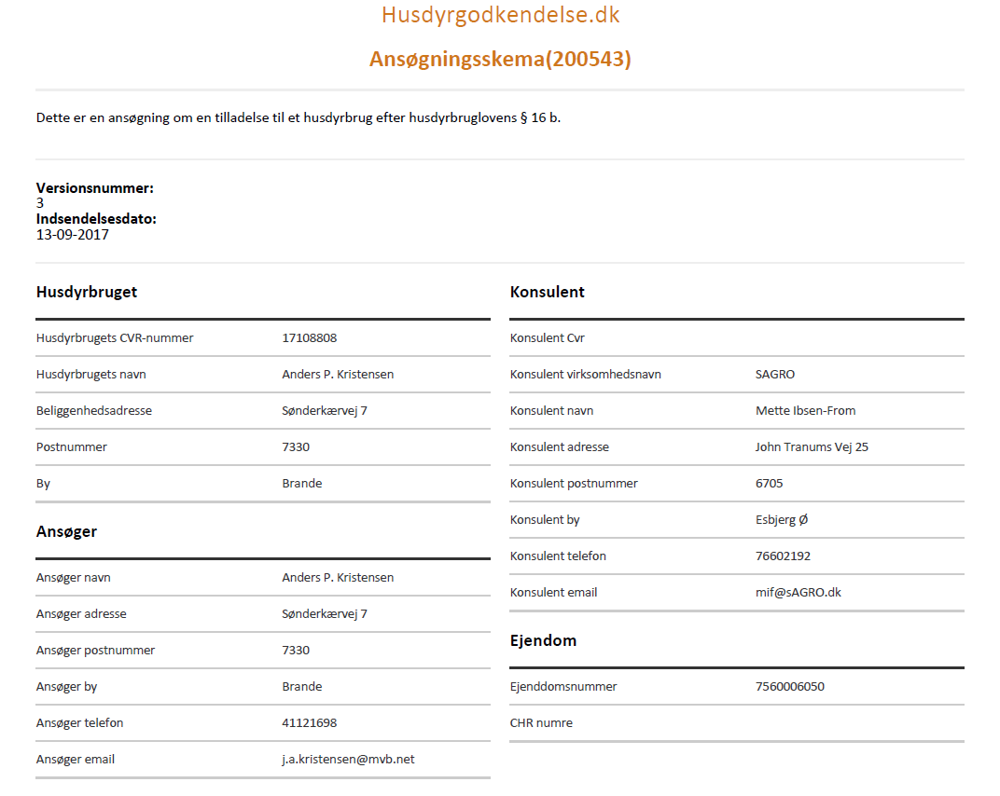 Husdyrgodkendelse.dk
Ansøgningsskema(200543)
Dette er en ansøgning om en tilladelse til et husdyrbrug efter husdyrbruglovens § 16 b.
Versionsnummer:
3
Indsendelsesdato:
13-09-2017
Husdyrbruget
Husdyrbrugets CVR-nummer 17108808
Husdyrbrugets navn Anders P. Kristensen
Beliggenhedsadresse Sønderkærvej 7
Postnummer 7330
By Brande
Ansøger
Ansøger navn Anders P. Kristensen
Ansøger adresse Sønderkærvej 7
Ansøger postnummer 7330
Ansøger by Brande
Ansøger telefon 41121698
Ansøger email j.a.kristensen@mvb.net
Konsulent
Konsulent Cvr
Konsulent virksomhedsnavn SAGRO
Konsulent navn Mette Ibsen-From
Konsulent adresse John Tranums Vej 25
Konsulent postnummer 6705
Konsulent by Esbjerg Ø
Konsulent telefon 76602192
Konsulent email mif@sAGRO.dk
Ejendom
Ejenddomsnummer 7560006050
CHR numre